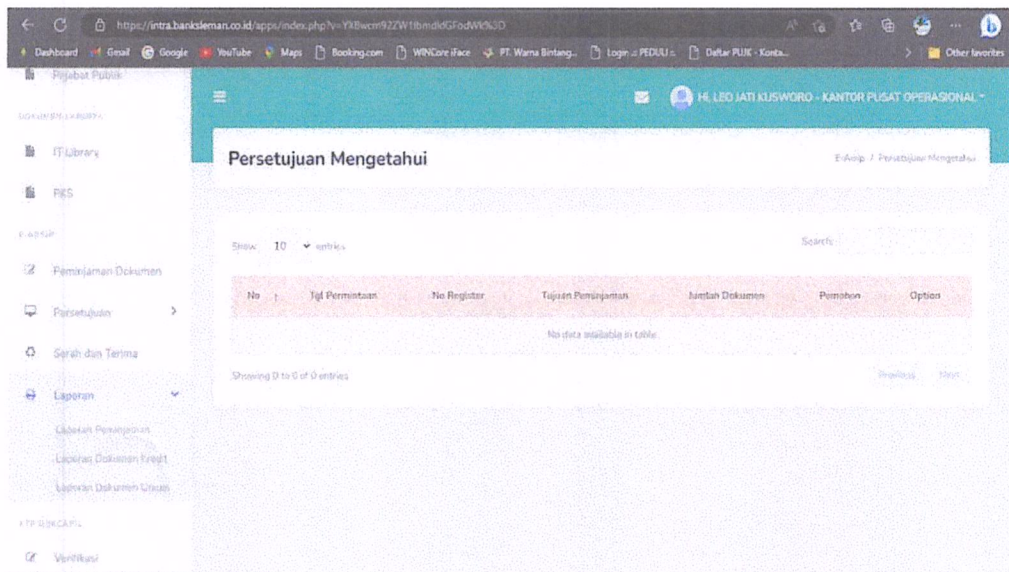 https://intra.banksleman.co.id/apps/index.php?
Dashboard Gmail Google YouTube Maps Booking.com WINCore iFace PT. Warna Bintang... Login :: PEDULI :: Daftar PUJK - Konta... Other favorites
Pejabat Publik
HI, LEO JATI KUSWORO - KANTOR PUSAT OPERASIONAL
IT Library
PKS
Persetujuan Mengetahui
E-Arsip / Persetujuan Mengetahui
Show 10 entries
Search:
Peminjaman Dokumen
Persetujuan
Serah dan Terima
Laporan
Laporan Peminjaman
Laporan Dokumen Kredit
Laporan Dokumen Umum
No Tgl Permintaan No Register Tujuan Peminjaman Jumlah Dokumen Pemohon Option
No data available in table
Showing 0 to 0 of 0 entries
Previous Next
KTP DUKCAPIL
Verifikasi